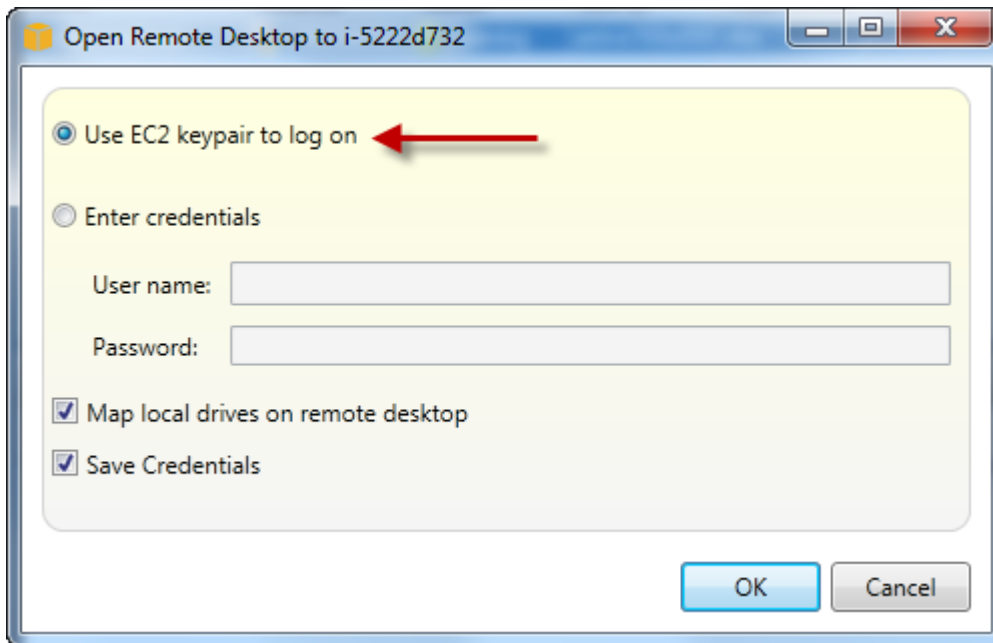 Open Remote Desktop to i-5222d732
Use EC2 keypair to log on
Enter credentials
User name:
Password:
Map local drives on remote desktop
Save Credentials
OK
Cancel